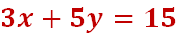 3x + 5y = 15